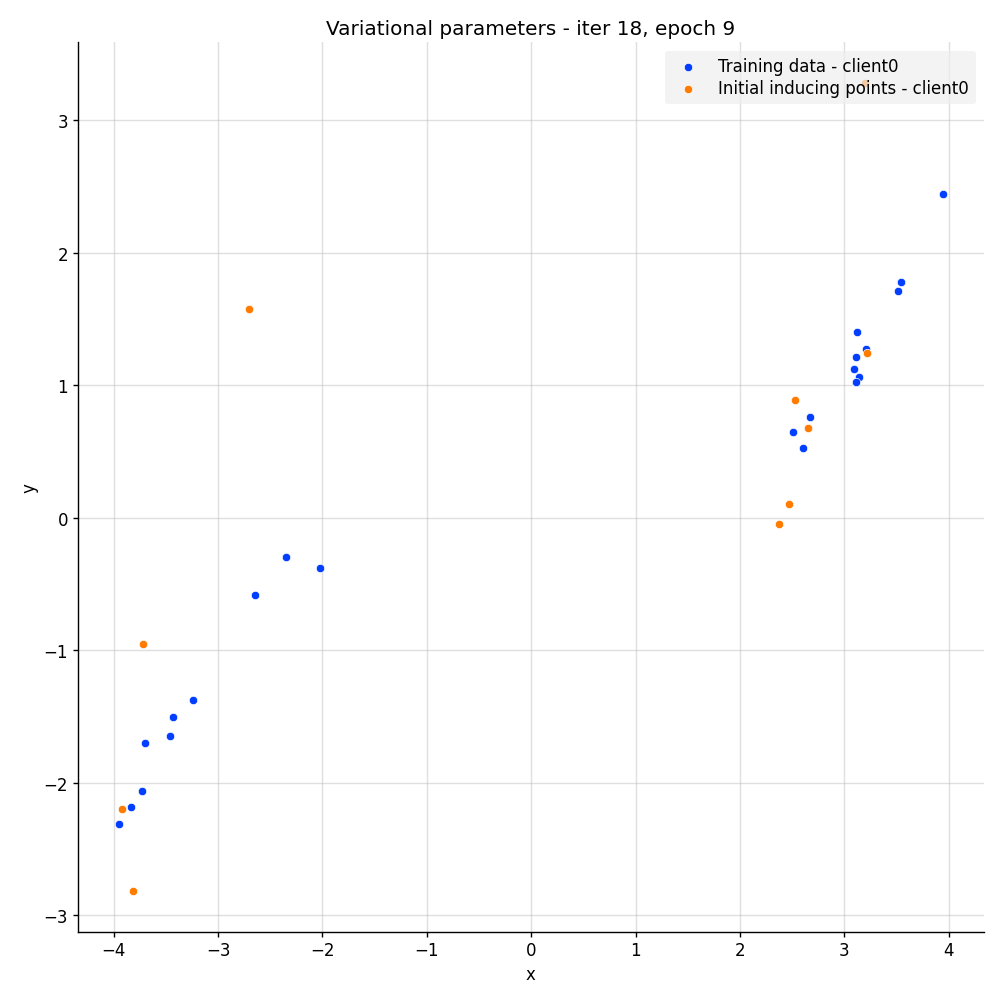 Variational parameters - iter 18, epoch 9
Training data - client0
Initial inducing points - client0
3
2
1
0
−1
−2
−3
y
−4 −3 −2 −1 0 1 2 3 4
x